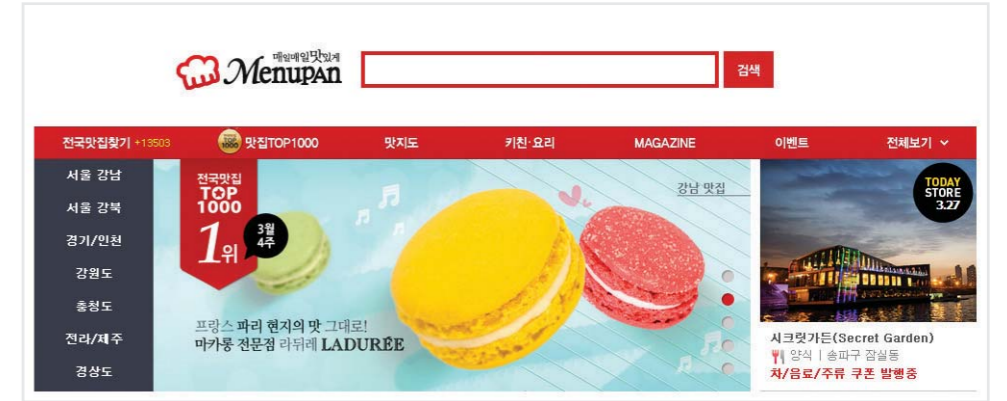 매일매일맛있게
MenuPAN
검색
전국맛집찾기 +13503
TOP
1000
맛집TOP1000
맛지도
키친·요리
MAGAZINE
이벤트
전체보기
서울 강남
서울 강북
경기/인천
강원도
충청도
전라/제주
경상도
전국맛집
TOP
1000
1위
3월
4주
강남 맛집
프랑스 파리 현지의 맛 그대로!
마카롱 전문점 라뒤레 LADURÉE
TODAY
STORE
3.27
시크릿가든(Secret Garden)
양식 | 송파구 잠실동
차/음료/주류 쿠폰 발행중